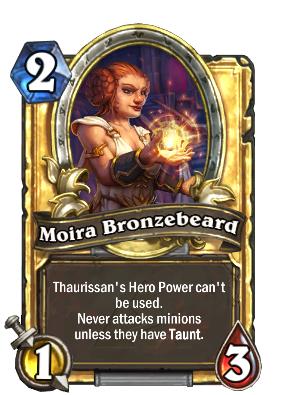 2
Moira Bronzebeard
Thaurissan's Hero Power can't
be used.
Never attacks minions
unless they have Taunt.
1
3